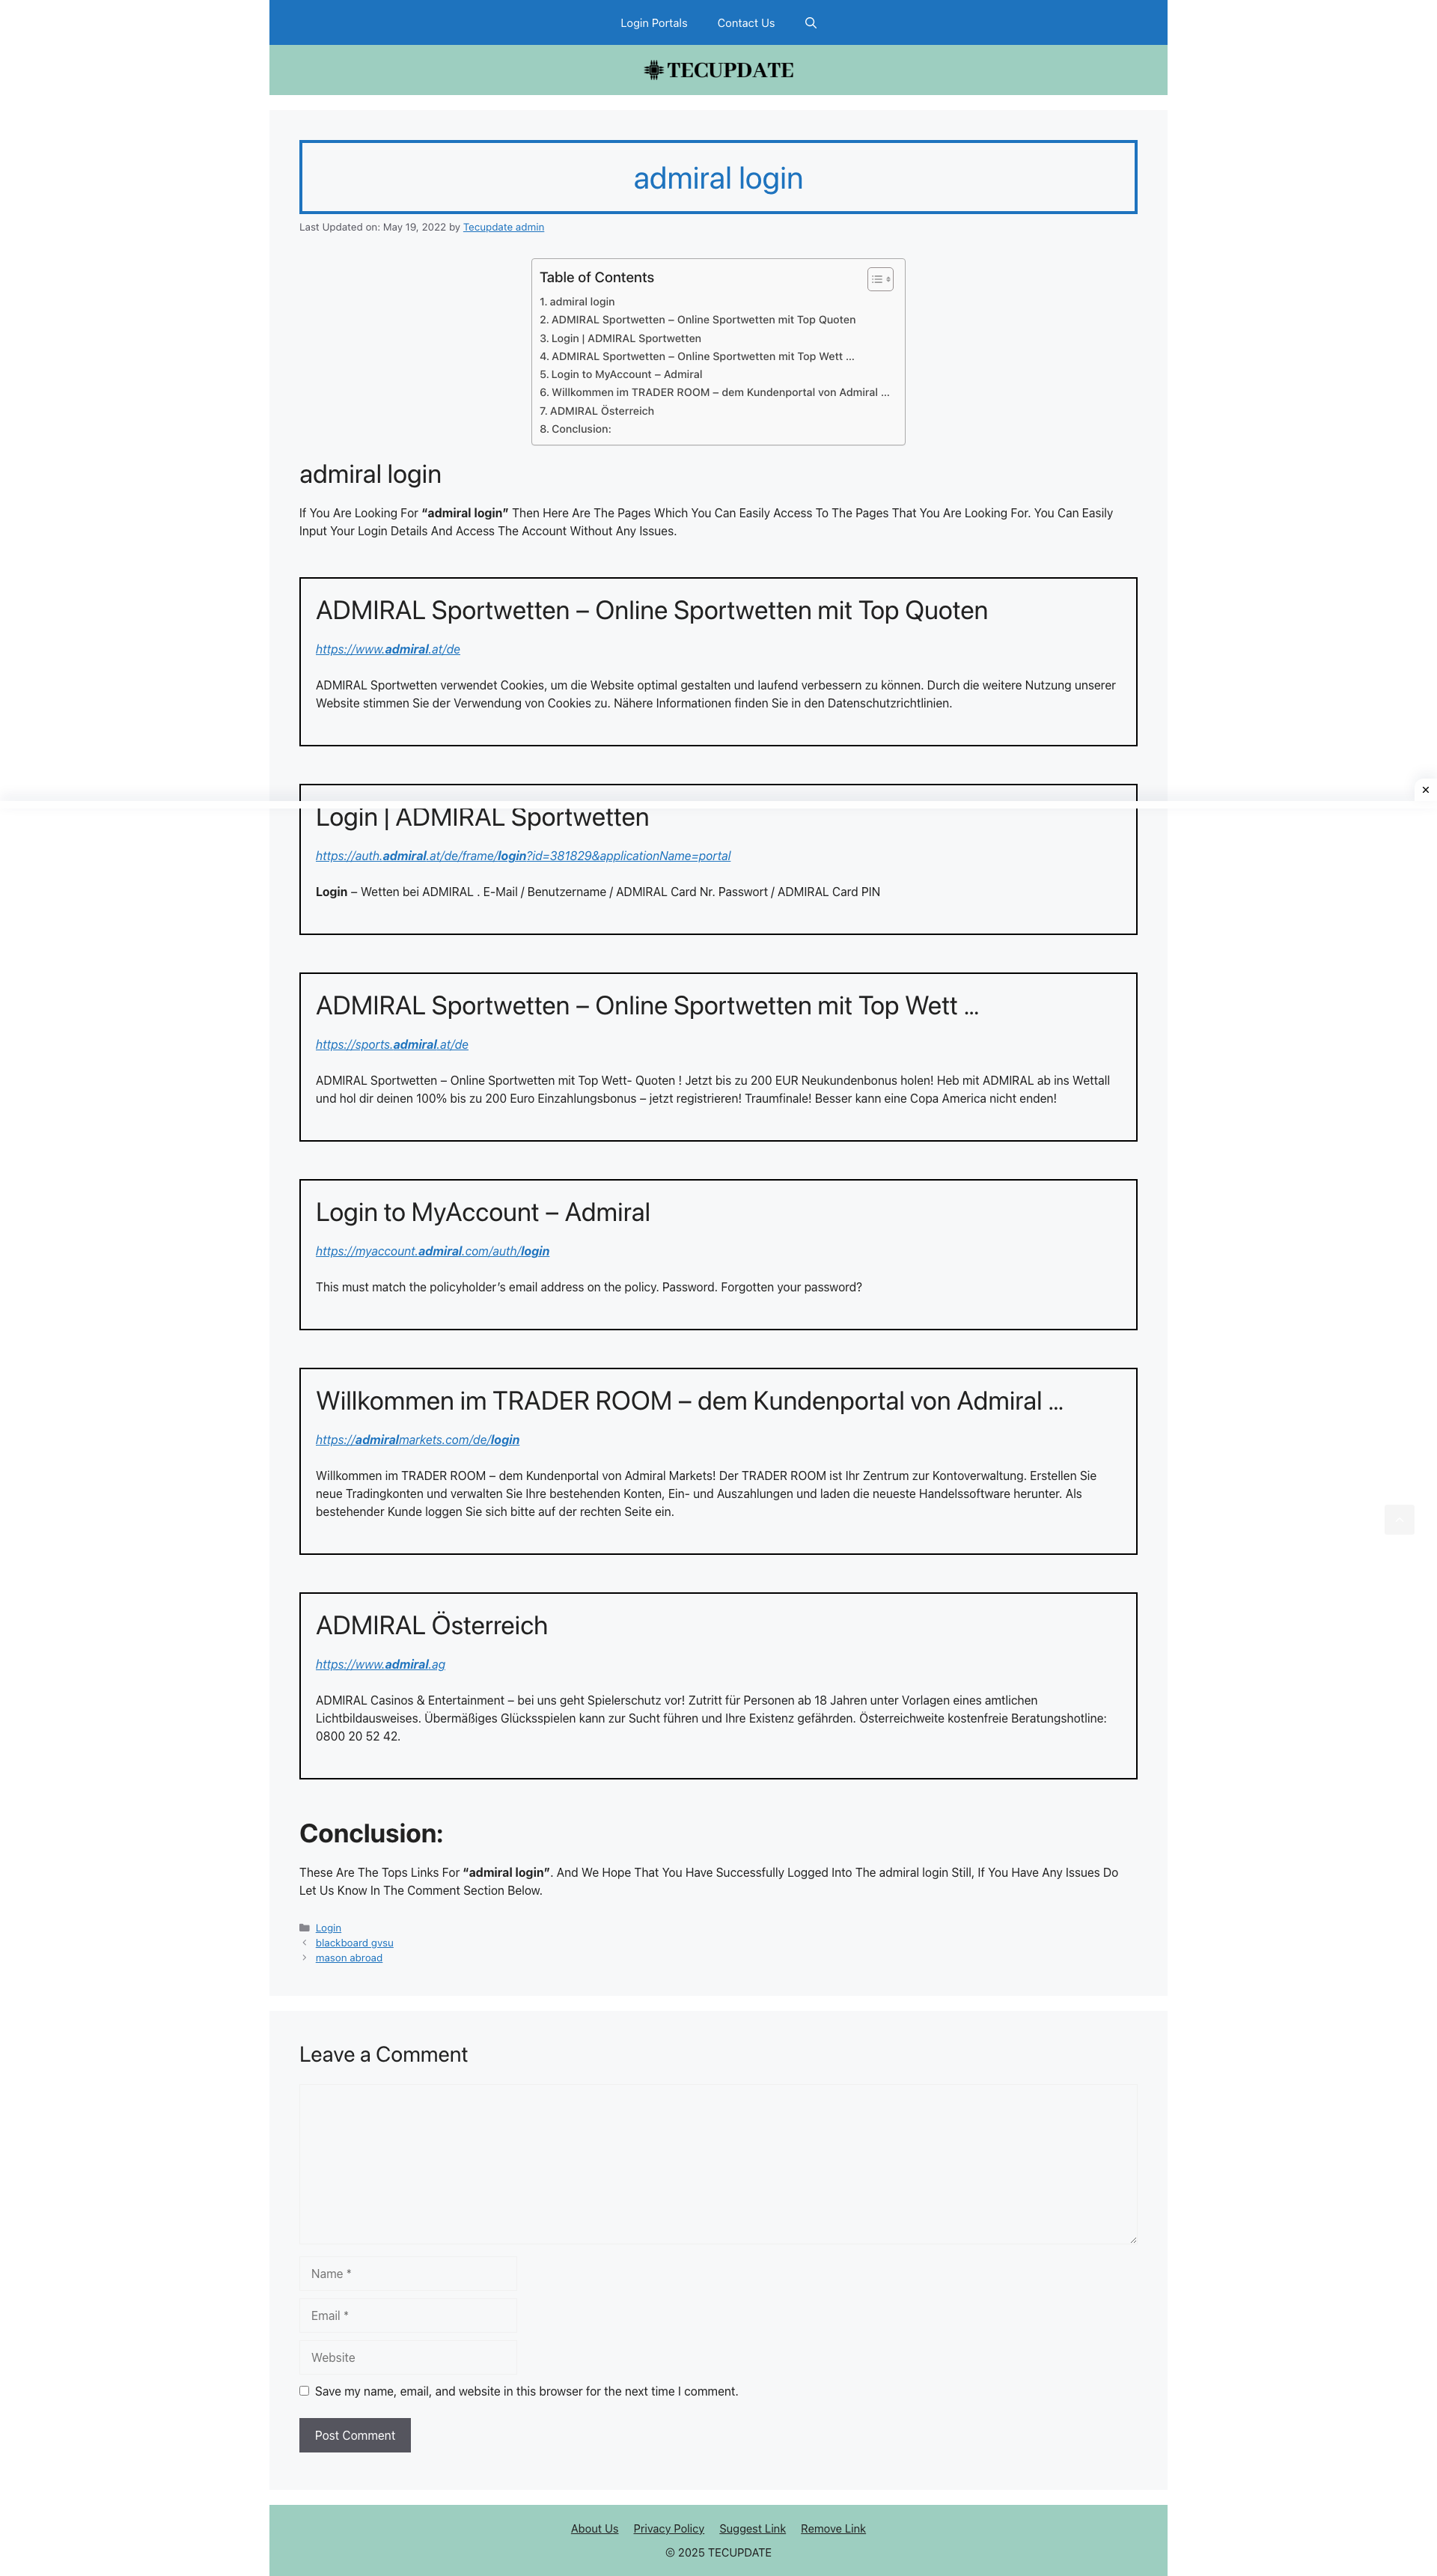 Login Portals Contact Us
TECUPDATE
admiral login
Last Updated on: May 19, 2022 by Tecupdate admin
Table of Contents
1. admiral login
2. ADMIRAL Sportwetten – Online Sportwetten mit Top Quoten
3. Login | ADMIRAL Sportwetten
4. ADMIRAL Sportwetten – Online Sportwetten mit Top Wett ...
5. Login to MyAccount – Admiral
6. Willkommen im TRADER ROOM – dem Kundenportal von Admiral ...
7. ADMIRAL Österreich
8. Conclusion:
admiral login
If You Are Looking For “admiral login” Then Here Are The Pages Which You Can Easily Access To The Pages That You Are Looking For. You Can Easily
Input Your Login Details And Access The Account Without Any Issues.
ADMIRAL Sportwetten – Online Sportwetten mit Top Quoten
https://www.admiral.at/de
ADMIRAL Sportwetten verwendet Cookies, um die Website optimal gestalten und laufend verbessern zu können. Durch die weitere Nutzung unserer
Website stimmen Sie der Verwendung von Cookies zu. Nähere Informationen finden Sie in den Datenschutzrichtlinien.
Login | ADMIRAL Sportwetten
https://auth.admiral.at/de/frame/login?id=381829&applicationName=portal
Login – Wetten bei ADMIRAL . E-Mail / Benutzername / ADMIRAL Card Nr. Passwort / ADMIRAL Card PIN
ADMIRAL Sportwetten – Online Sportwetten mit Top Wett ...
https://sports.admiral.at/de
ADMIRAL Sportwetten – Online Sportwetten mit Top Wett- Quoten ! Jetzt bis zu 200 EUR Neukundenbonus holen! Heb mit ADMIRAL ab ins Wettall
und hol dir deinen 100% bis zu 200 Euro Einzahlungsbonus – jetzt registrieren! Traumfinale! Besser kann eine Copa America nicht enden!
Login to MyAccount – Admiral
https://myaccount.admiral.com/auth/login
This must match the policyholder’s email address on the policy. Password. Forgotten your password?
Willkommen im TRADER ROOM – dem Kundenportal von Admiral ...
https://admiralmarkets.com/de/login
Willkommen im TRADER ROOM – dem Kundenportal von Admiral Markets! Der TRADER ROOM ist Ihr Zentrum zur Kontoverwaltung. Erstellen Sie
neue Tradingkonten und verwalten Sie Ihre bestehenden Konten, Ein- und Auszahlungen und laden die neueste Handelssoftware herunter. Als
bestehender Kunde loggen Sie sich bitte auf der rechten Seite ein.
ADMIRAL Österreich
https://www.admiral.ag
ADMIRAL Casinos & Entertainment – bei uns geht Spielerschutz vor! Zutritt für Personen ab 18 Jahren unter Vorlagen eines amtlichen
Lichtbildausweises. Übermäßiges Glücksspielen kann zur Sucht führen und Ihre Existenz gefährden. Österreichweite kostenfreie Beratungshotline:
0800 20 52 42.
Conclusion:
These Are The Tops Links For “admiral login”. And We Hope That You Have Successfully Logged Into The admiral login Still, If You Have Any Issues Do
Let Us Know In The Comment Section Below.
Login
blackboard gvsu
mason abroad
Leave a Comment
Name *
Email *
Website
Save my name, email, and website in this browser for the next time I comment.
Post Comment
About Us Privacy Policy Suggest Link Remove Link
© 2025 TECUPDATE